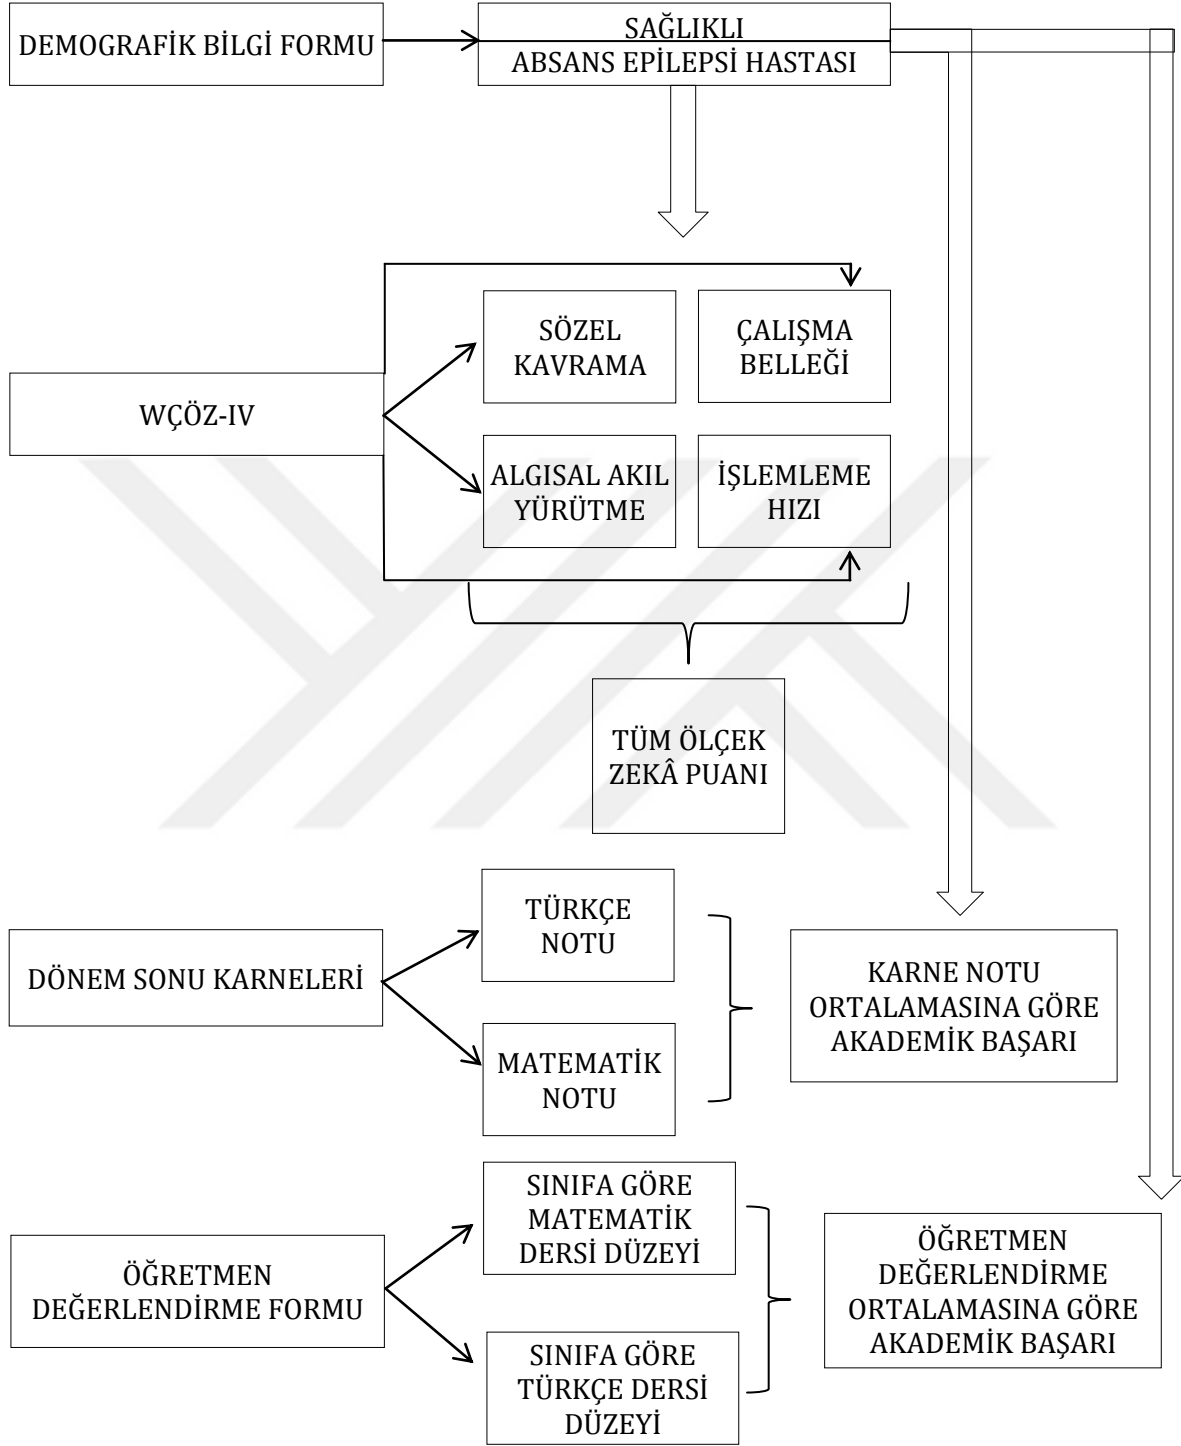 DEMOGRAFİK BİLGİ FORMU
SAĞLIKLI
ABSANS EPİLEPSİ HASTASI
WÇÖZ-IV
SÖZEL
KAVRAMA
ÇALIŞMA
BELLEĞİ
ALGISAL AKIL
YÜRÜTME
İŞLEMLEME
HIZI
TÜM ÖLÇEK
ZEKÂ PUANI
DÖNEM SONU KARNELERİ
TÜRKÇE
NOTU
MATEMATİK
NOTU
KARNE NOTU
ORTALAMASINA GÖRE
AKADEMİK BAŞARI
ÖĞRETMEN
DEĞERLENDİRME FORMU
SINIFA GÖRE
MATEMATİK
DERSİ DÜZEYİ
SINIFA GÖRE
TÜRKÇE DERSİ
DÜZEYİ
ÖĞRETMEN
DEĞERLENDİRME
ORTALAMASINA GÖRE
AKADEMİK BAŞARI